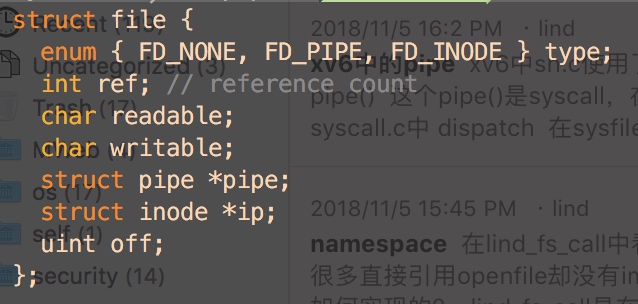 struct file {
enum { FD_NONE, FD_PIPE, FD_INODE } type;
int ref; // reference count
char readable;
char writable;
struct pipe *pipe;
struct inode *ip;
uint off;
};
Recent
Uncategorized (3)
Trash (17)
os (17)
self (1)
security (14)
2018/11/5 16:2 PM · lind
xv6中的pipe xv6中sh.c使用了
pipe() 这个pipe()是syscall，在
syscall.c中 dispatch 在sysfile
2018/11/5 15:45 PM · lind
namespace 在lind_fs_call中看
很多直接引用openfile却没有im